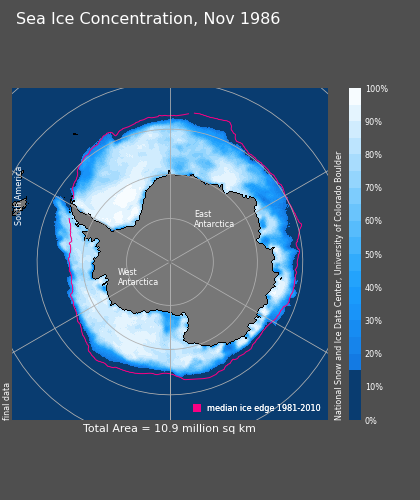 Sea Ice Concentration, Nov 1986
South America
East
Antarctica
West
Antarctica
final data
median ice edge 1981-2010
Total Area = 10.9 million sq km
National Snow and Ice Data Center, University of Colorado Boulder
100%
90%
80%
70%
60%
50%
40%
30%
20%
10%
0%